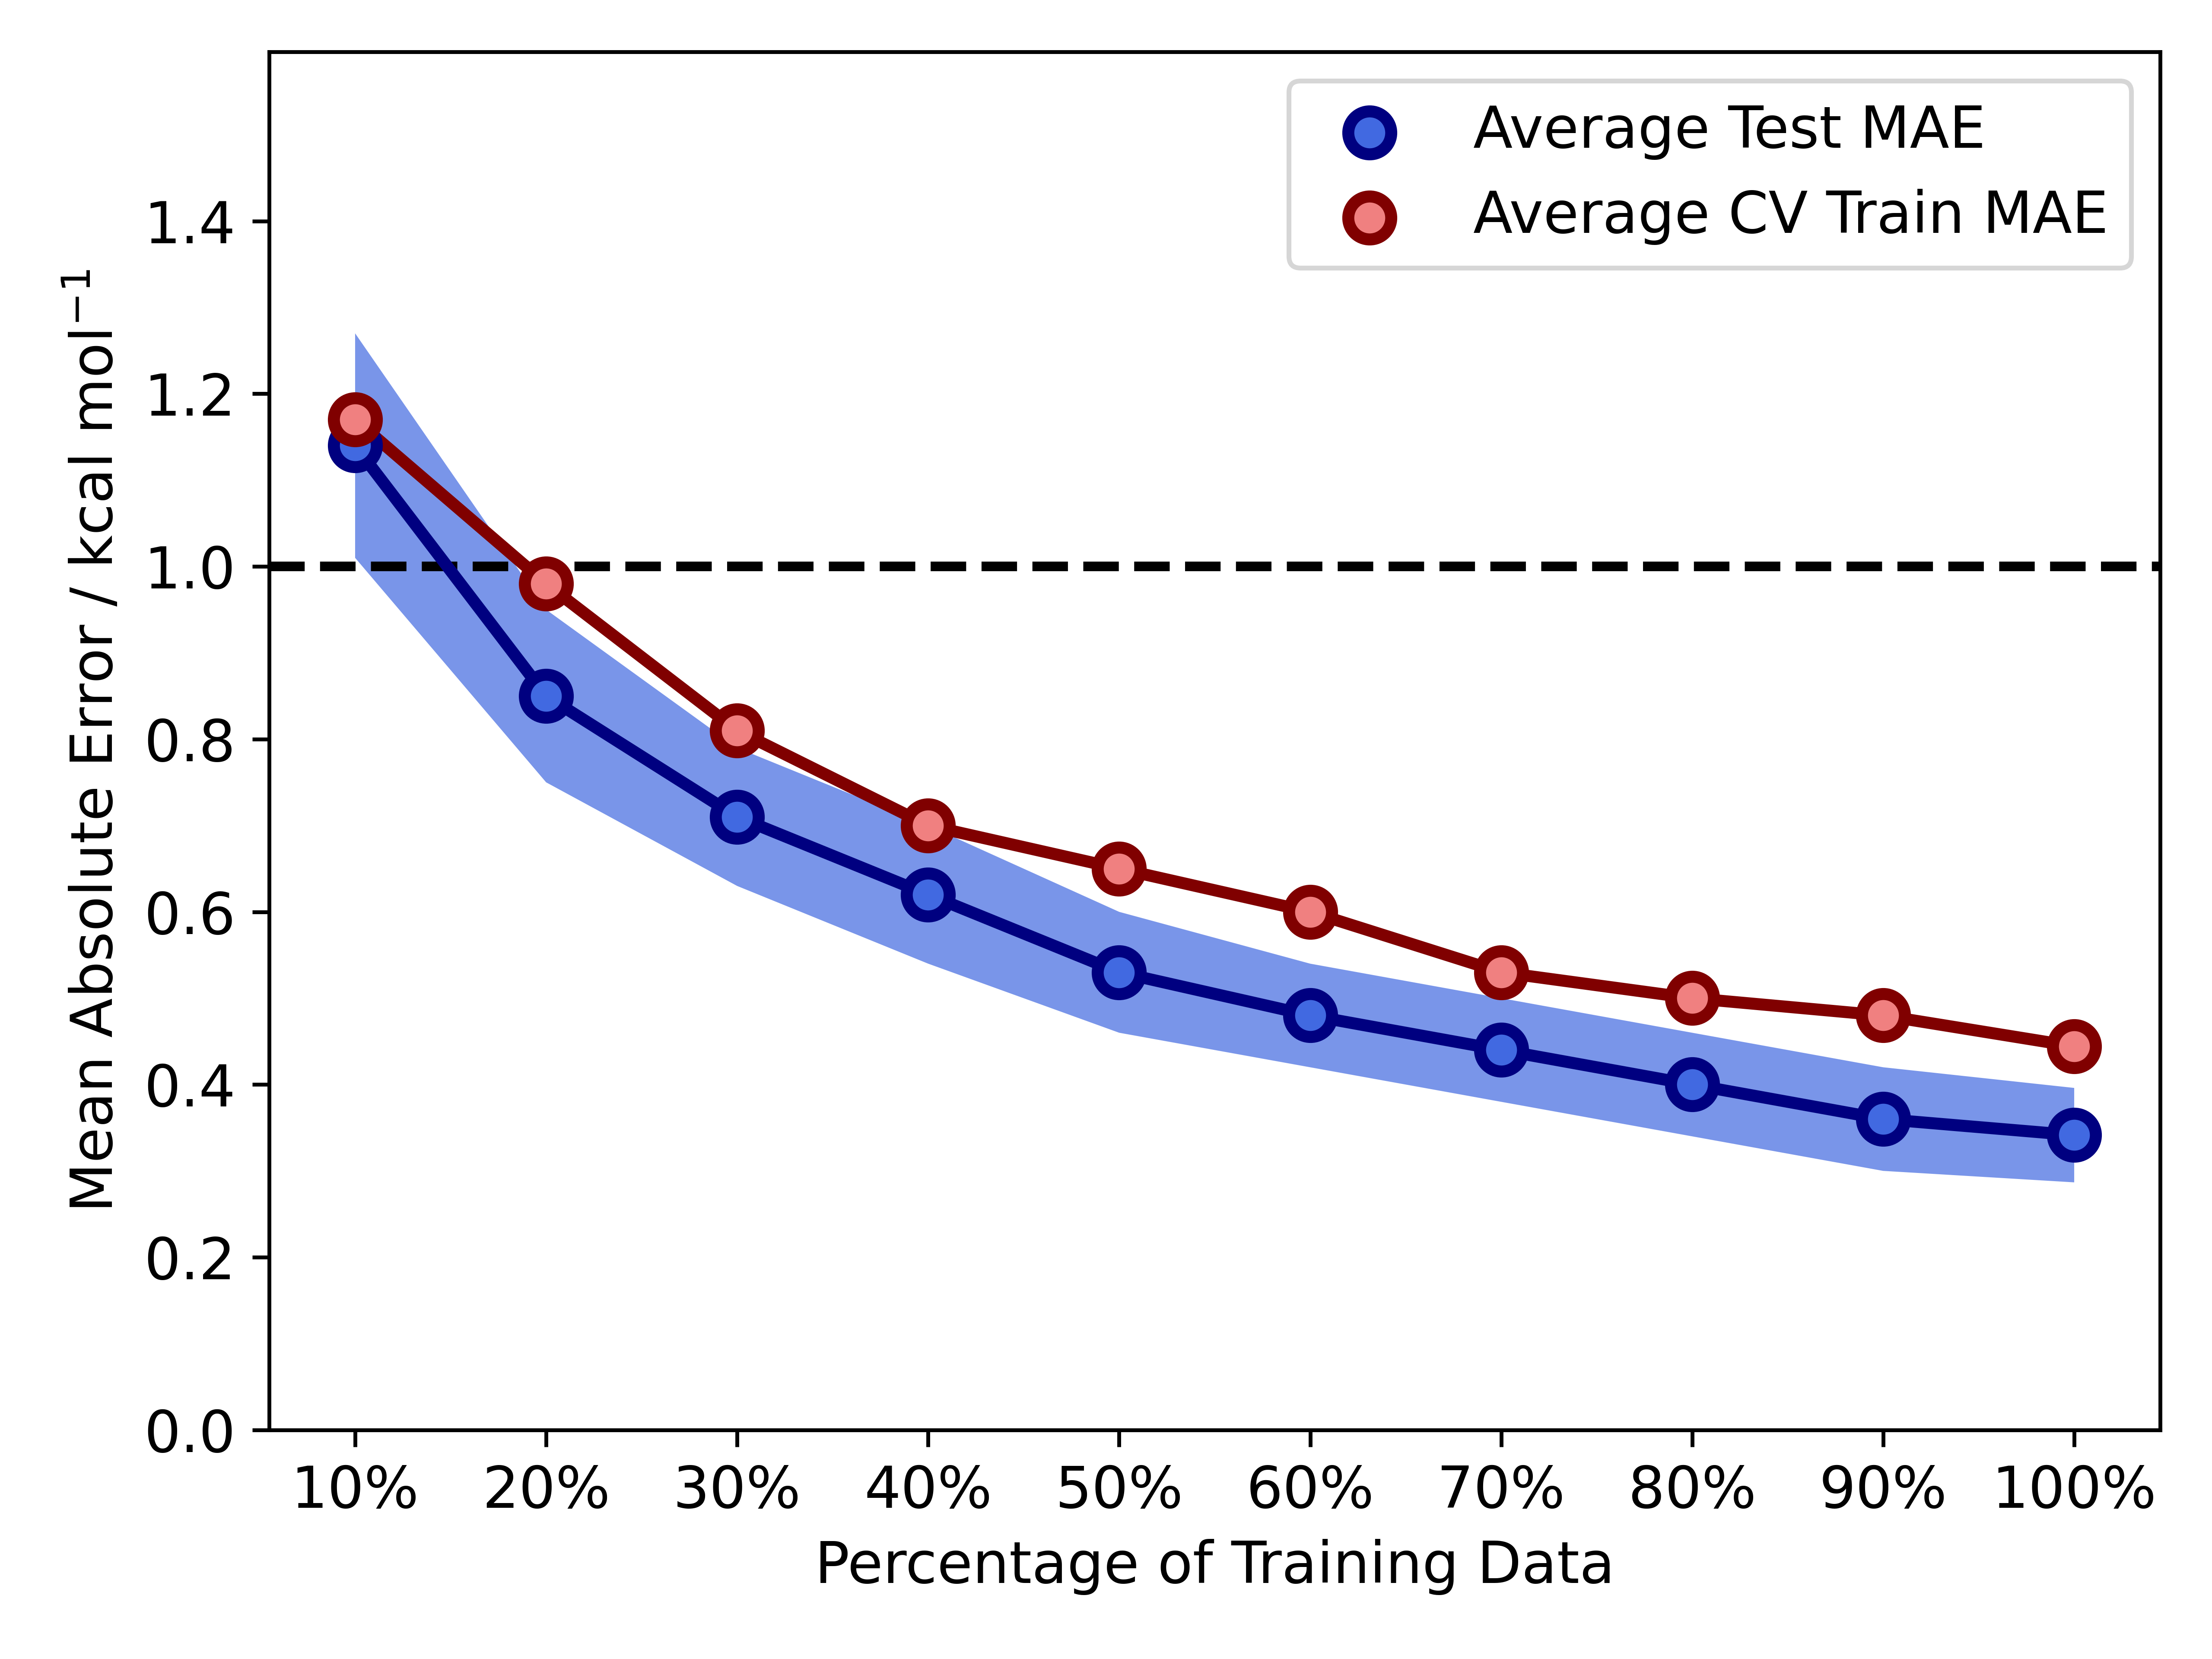 Average Test MAE
Average CV Train MAE
Mean Absolute Error / kcal mol⁻¹
1.4
1.2
1.0
0.8
0.6
0.4
0.2
0.0
10% 20% 30% 40% 50% 60% 70% 80% 90% 100%
Percentage of Training Data